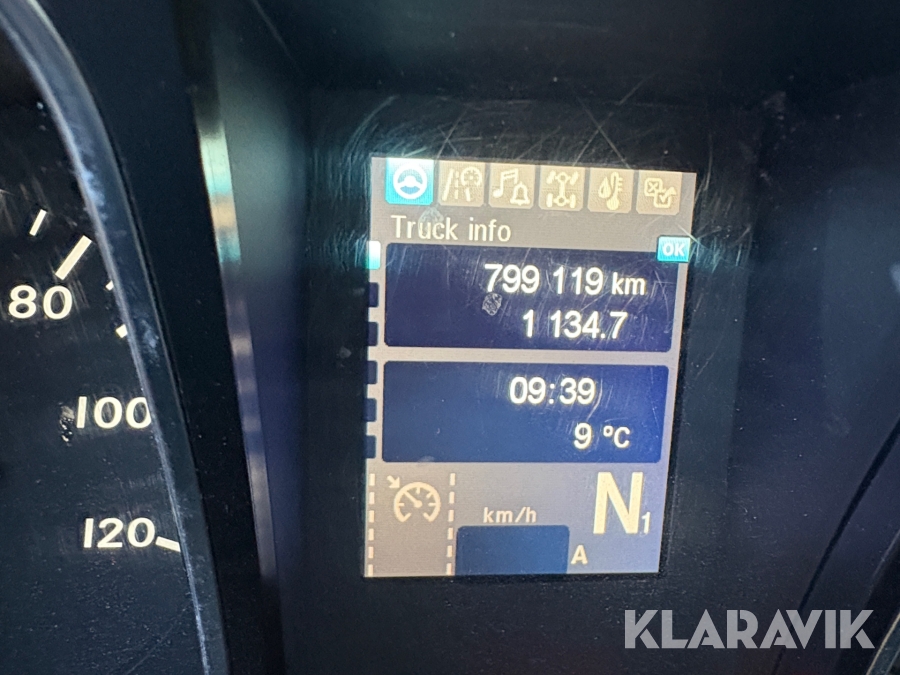 Truck info
OK
799 119 km
1 134.7
80
09:39
100
9 °C
km/h
N1
120
A
KLARAVIK